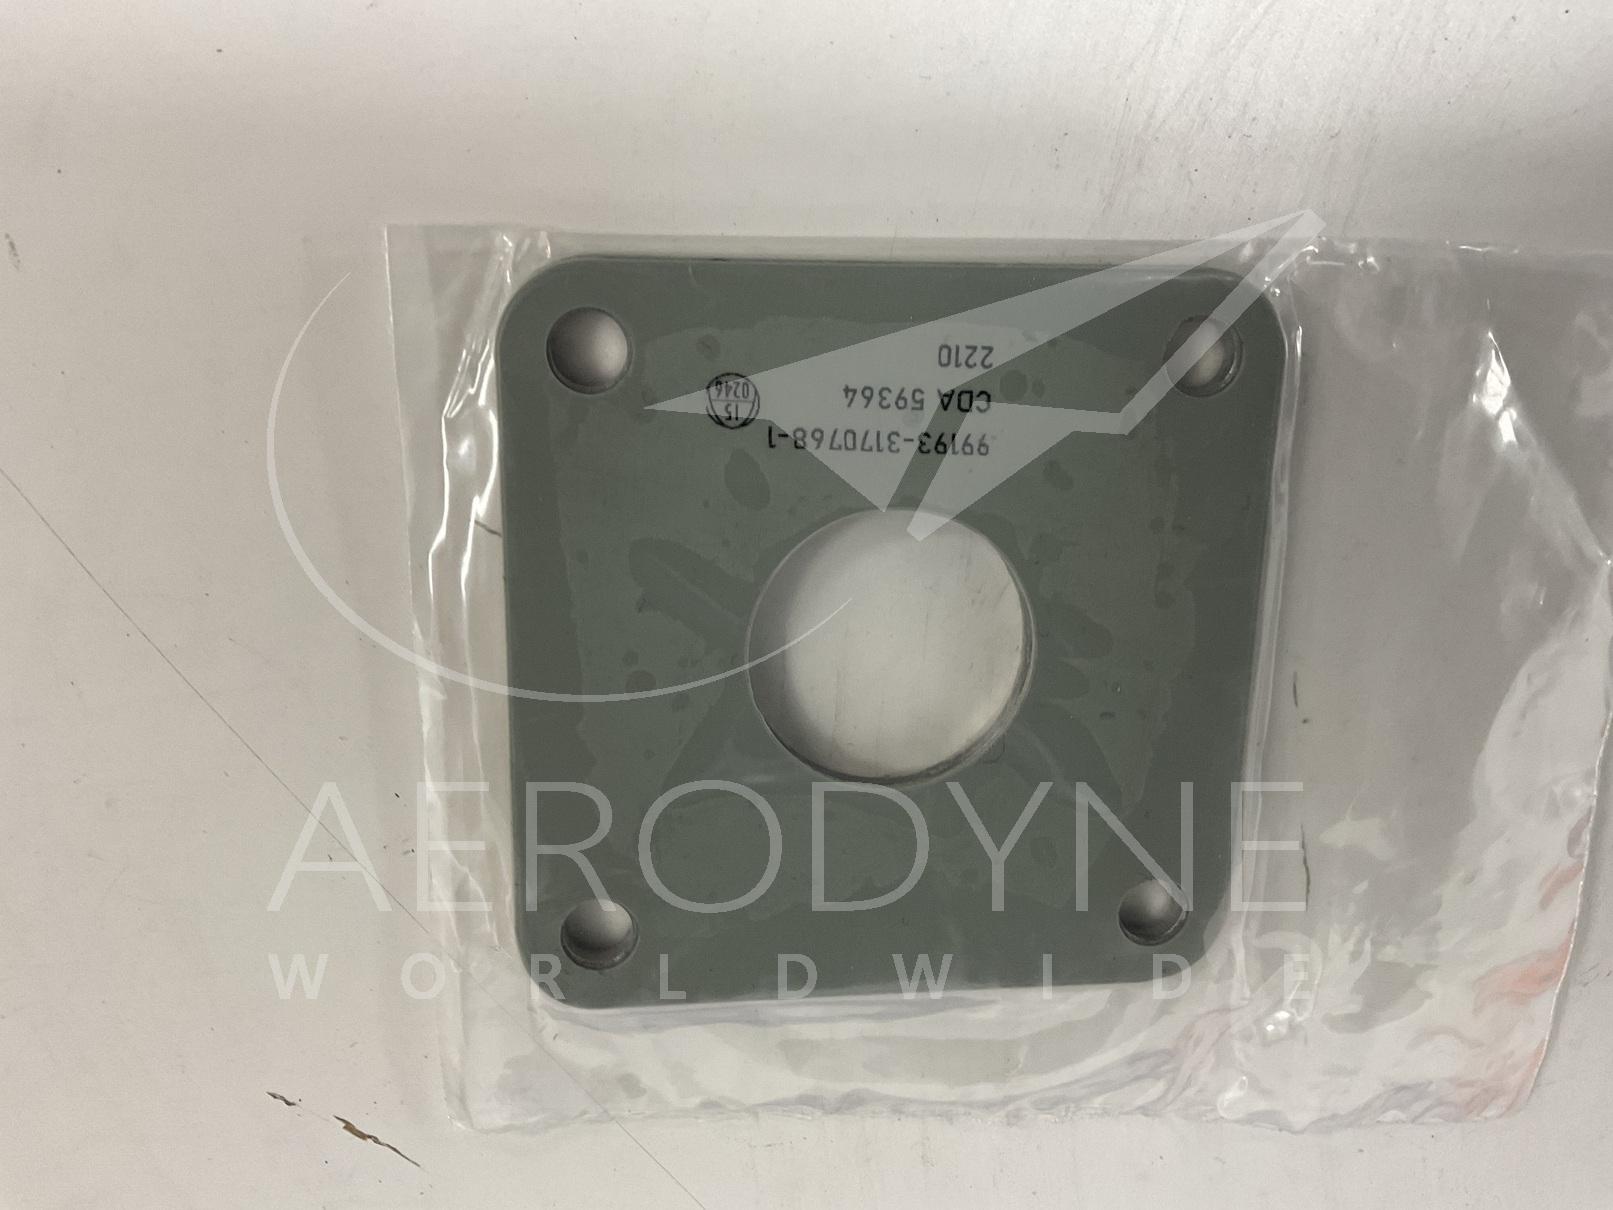 99193-3170768-1
CDA 59364
2210
15
0246
AERODYNE
WORLDWIDE